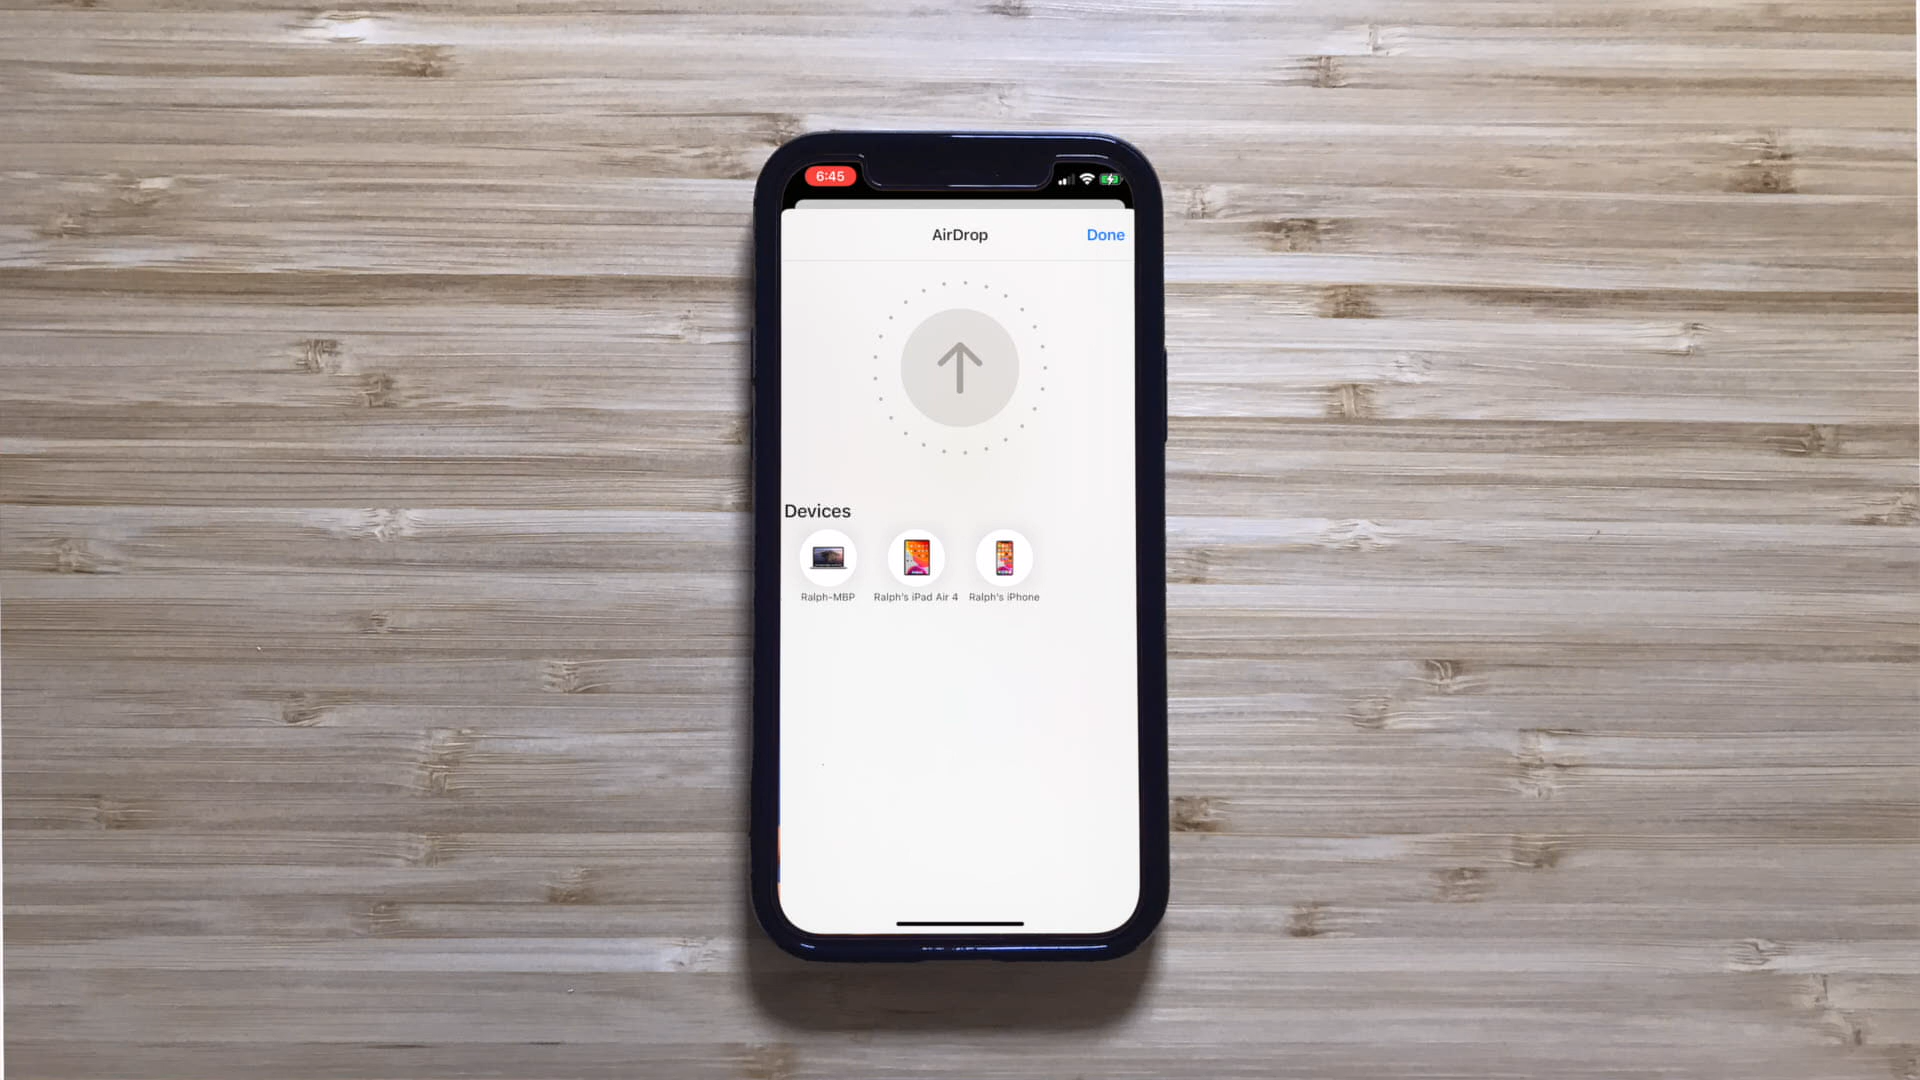 6:45
AirDrop
Done
Devices
Ralph-MBP
Ralph's iPad Air 4
Ralph's iPhone